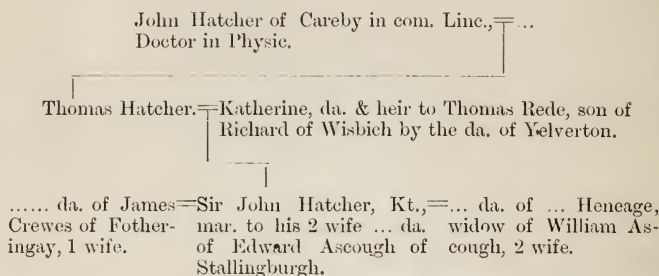 John Hatcher of Careby in com. Linc.,=...
Doctor in Physic.
Thomas Hatcher.=Katherine, da. & heir to Thomas Rede, son of
Richard of Wisbich by the da. of Yelverton.
...... da. of James=Sir John Hatcher, Kt.,=... da. of ... Heneage,
Crewes of Fother- mar. to his 2 wife ... da. widow of William As-
ingay, 1 wife. of Edward Ascough of cough, 2 wife.
Stallingburgh.